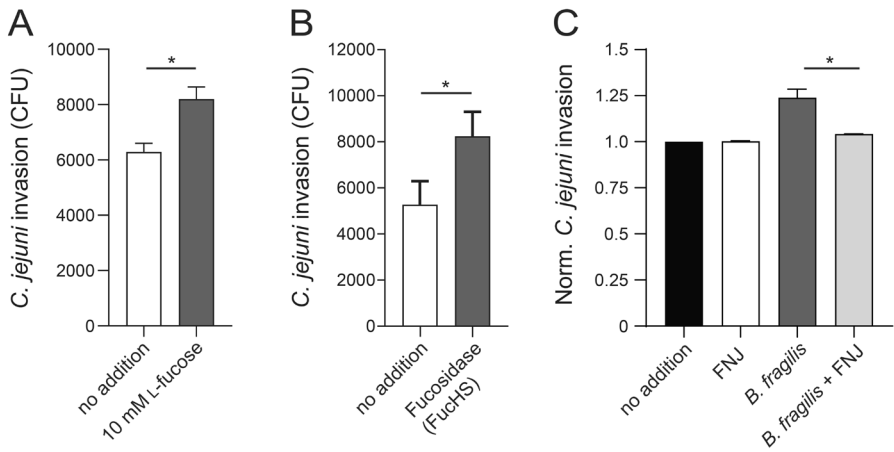 A
C. jejuni invasion (CFU)
10000
8000
6000
4000
2000
0
*
no addition
10 mM L-fucose
B
C. jejuni invasion (CFU)
12000
10000
8000
6000
4000
2000
0
*
no addition
Fucosidase
(FucHS)
C
Norm. C. jejuni invasion
1.5
1.25
1.0
0.75
0.5
0.25
0
*
no addition
FNJ
B. fragilis
B. fragilis + FNJ